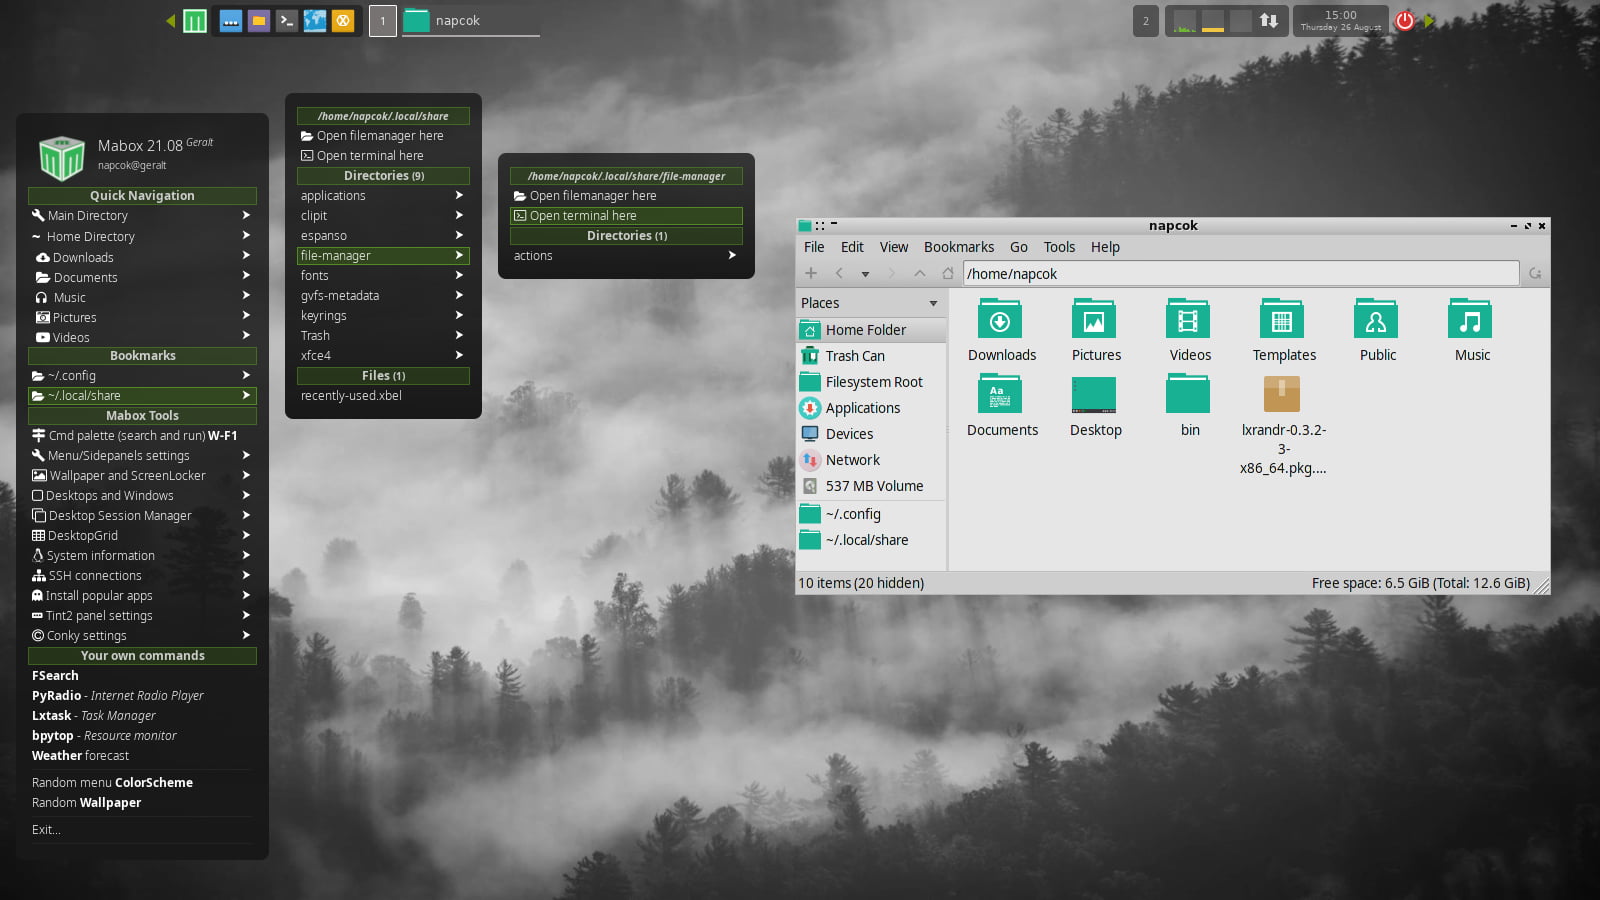 1
napcok
2
15:00
Thursday 26 August
Mabox 21.08 Geralt
napcok@geralt
Quick Navigation
Main Directory
~ Home Directory
Downloads
Documents
Music
Pictures
Videos
Bookmarks
~/.config
~/.local/share
Mabox Tools
Cmd palette (search and run) W-F1
Menu/Sidepanels settings
Wallpaper and ScreenLocker
Desktops and Windows
Desktop Session Manager
DesktopGrid
System information
SSH connections
Install popular apps
Tint2 panel settings
Conky settings
Your own commands
FSearch
PyRadio - Internet Radio Player
Lxtask - Task Manager
bpytop - Resource monitor
Weather forecast
Random menu ColorScheme
Random Wallpaper
Exit...
/home/napcok/.local/share
Open filemanager here
Open terminal here
Directories (9)
applications
clipit
espanso
file-manager
fonts
gvfs-metadata
keyrings
Trash
xfce4
Files (1)
recently-used.xbel
/home/napcok/.local/share/file-manager
Open filemanager here
Open terminal here
Directories (1)
actions
napcok
File Edit View Bookmarks Go Tools Help
/home/napcok
Places
Home Folder
Trash Can
Filesystem Root
Applications
Devices
Network
537 MB Volume
~/.config
~/.local/share
Downloads Pictures Videos Templates Public Music
Aa
Documents Desktop bin lxrandr-0.3.2-
3-
x86_64.pkg....
10 items (20 hidden) Free space: 6.5 GiB (Total: 12.6 GiB)